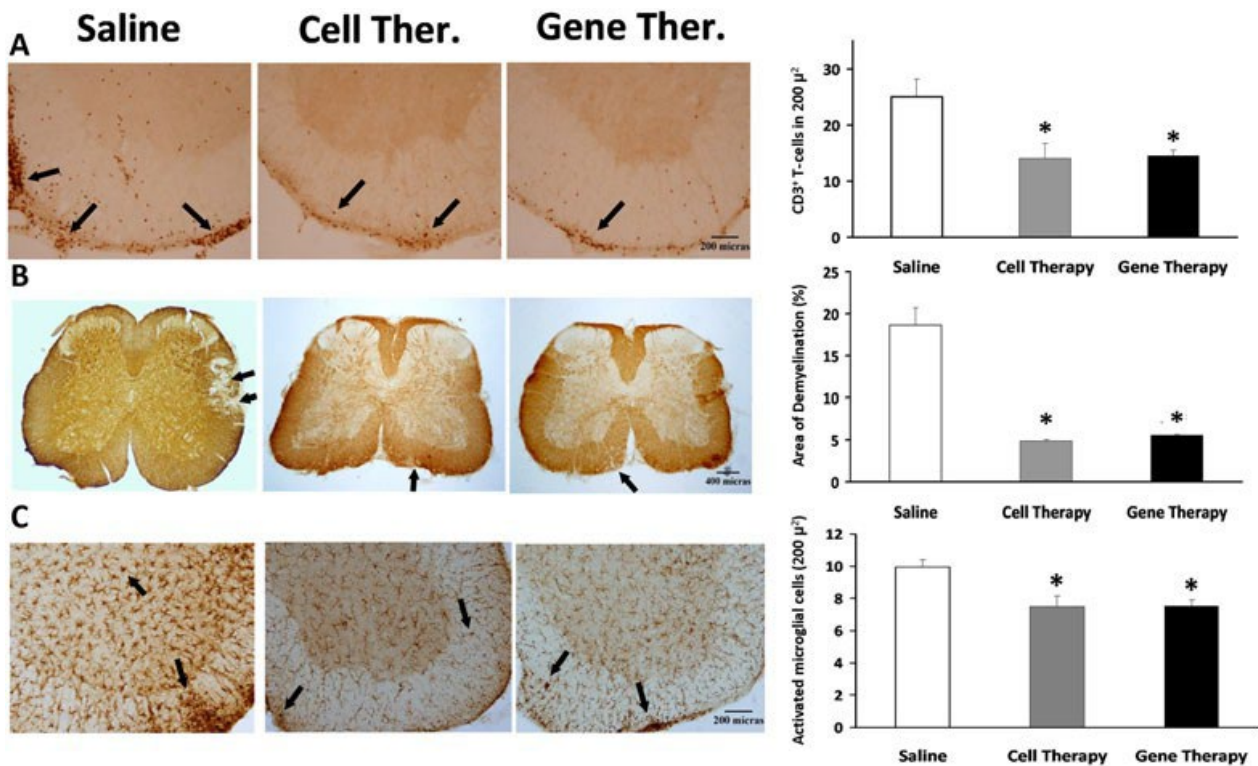 Saline Cell Ther. Gene Ther.
A
200 micras
CD3⁺ T-cells in 200 µ²
30
20
10
0
*
*
Saline Cell Therapy Gene Therapy
B
400 micras
Area of Demyelination (%)
25
20
15
10
5
0
*
*
Saline Cell Therapy Gene Therapy
C
200 micras
Activated microglial cells (200 µ²)
12
10
8
6
4
2
0
*
*
Saline Cell Therapy Gene Therapy